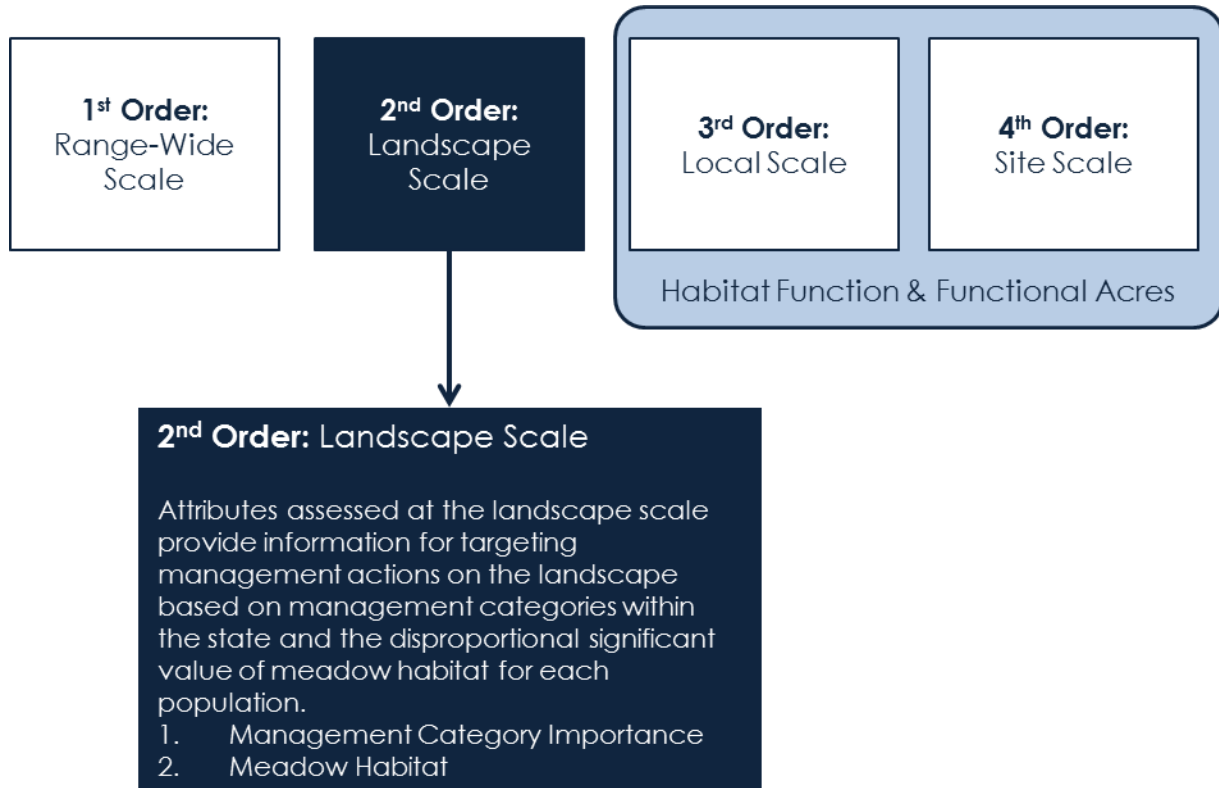 1st Order:
Range-Wide
Scale
2nd Order:
Landscape
Scale
3rd Order:
Local Scale
4th Order:
Site Scale
Habitat Function & Functional Acres
2nd Order: Landscape Scale
Attributes assessed at the landscape scale
provide information for targeting
management actions on the landscape
based on management categories within
the state and the disproportional significant
value of meadow habitat for each
population.
1. Management Category Importance
2. Meadow Habitat